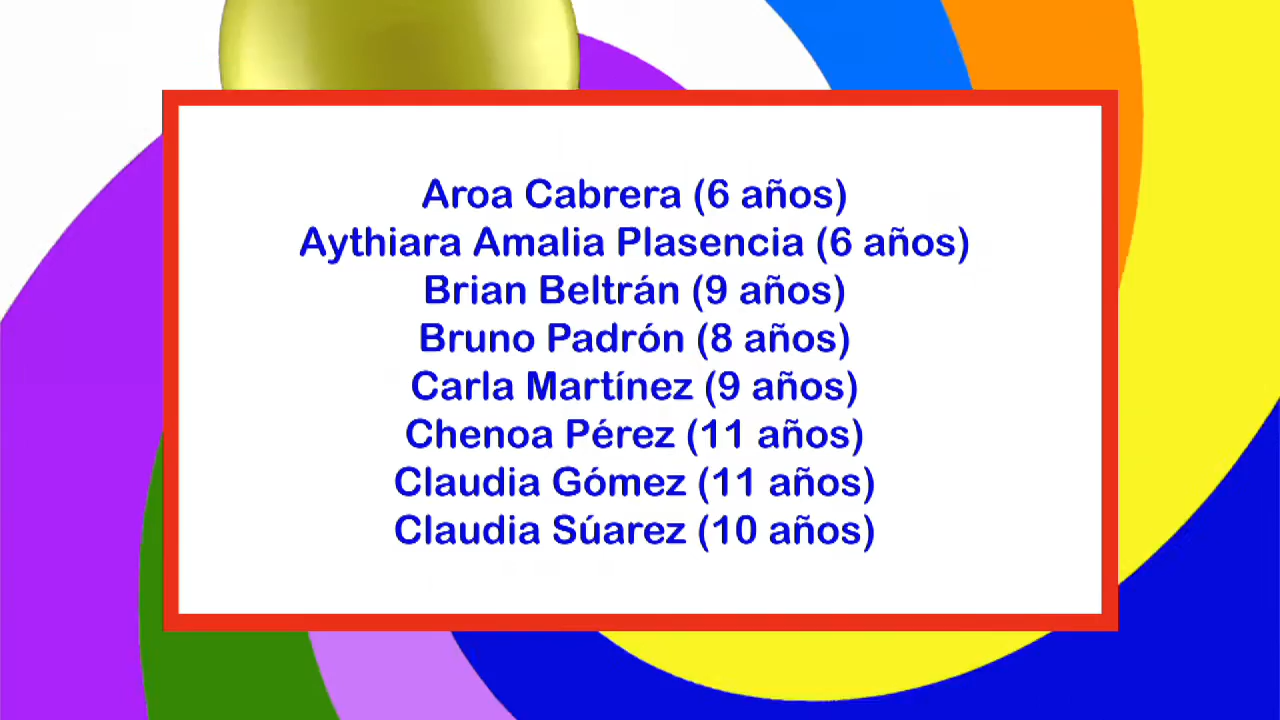 Aroa Cabrera (6 años)
Aythiara Amalia Plasencia (6 años)
Brian Beltrán (9 años)
Bruno Padrón (8 años)
Carla Martínez (9 años)
Chenoa Pérez (11 años)
Claudia Gómez (11 años)
Claudia Súarez (10 años)